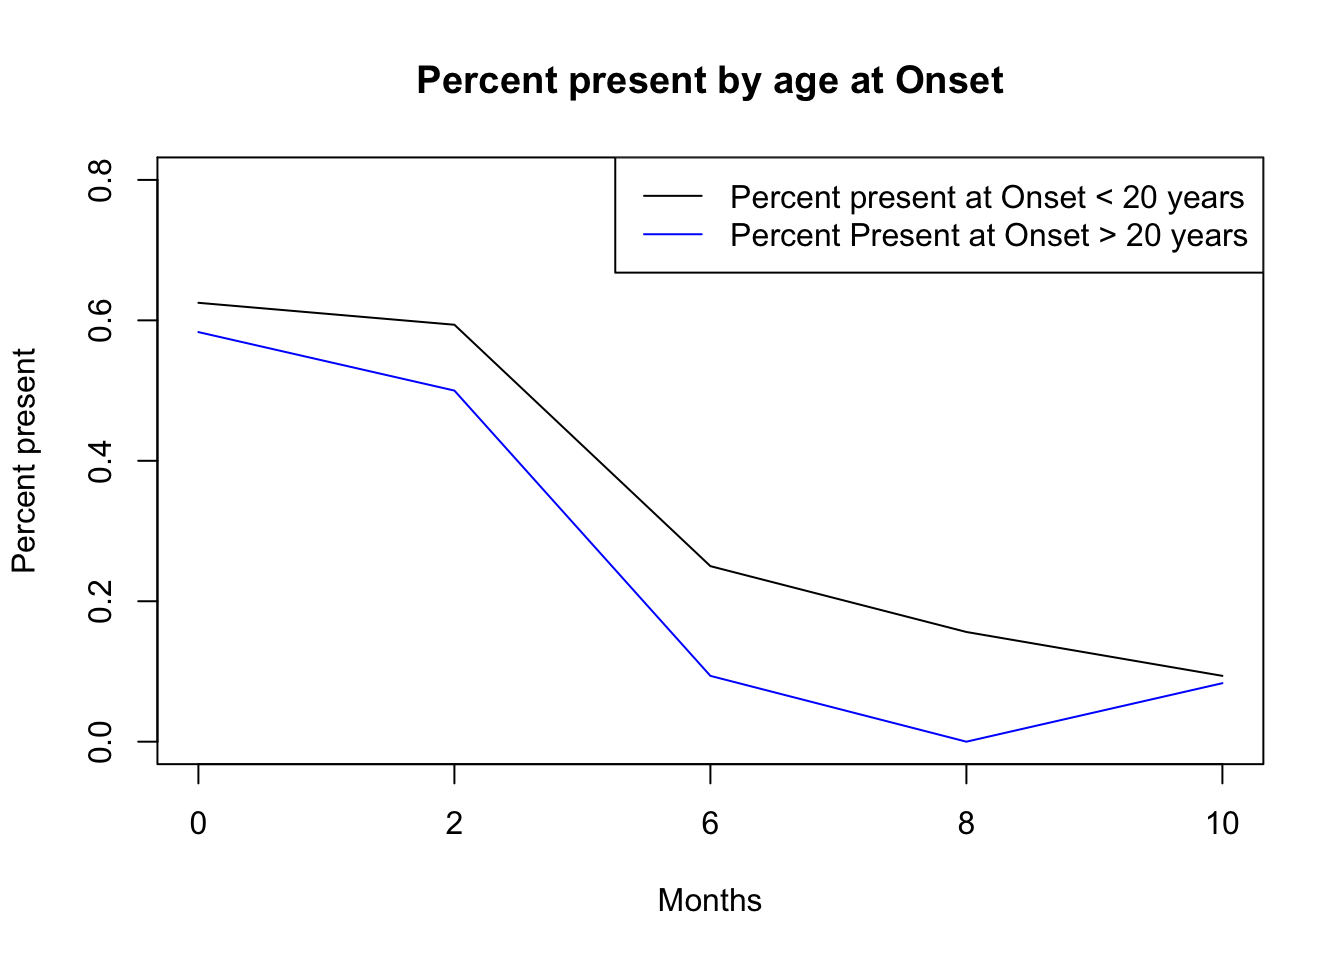 Percent present by age at Onset
Percent present at Onset < 20 years
Percent Present at Onset > 20 years
Percent present
0.8
0.6
0.4
0.2
0.0
0 2 6 8 10
Months